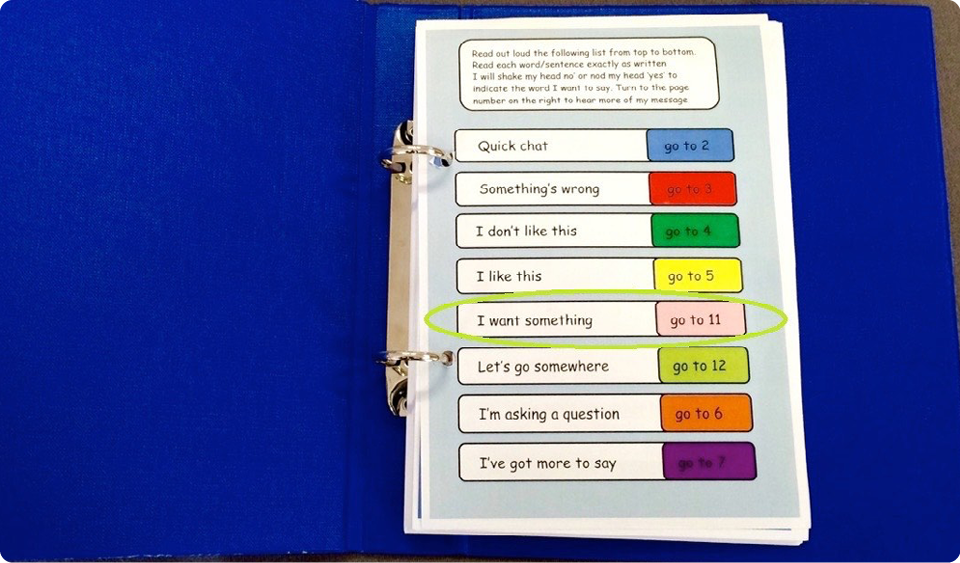 Read out loud the following list from top to bottom.
Read each word/sentence exactly as written
I will shake my head no' or nod my head 'yes' to
indicate the word I want to say. Turn to the page
number on the right to hear more of my message
Quick chat go to 2
Something's wrong go to 3
I don't like this go to 4
I like this go to 5
I want something go to 11
Let's go somewhere go to 12
I'm asking a question go to 6
I've got more to say go to 7